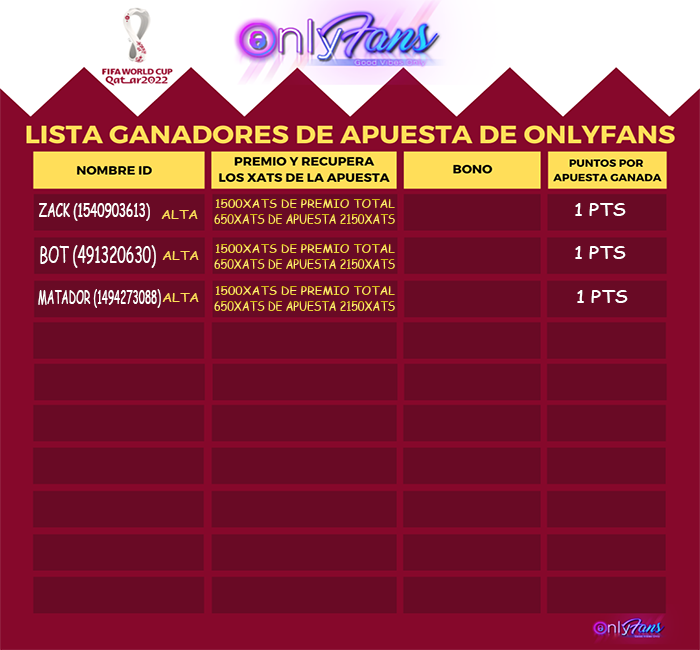 FIFA WORLD CUP
Qatar2022
OnlyFans
Good Vibes Only
LISTA GANADORES DE APUESTA DE ONLYFANS
NOMBRE ID
PREMIO Y RECUPERA
LOS XATS DE LA APUESTA
BONO
PUNTOS POR
APUESTA GANADA
ZACK (1540903613) ALTA
1500XATS DE PREMIO TOTAL
650XATS DE APUESTA 2150XATS
1 PTS
BOT (491320630) ALTA
1500XATS DE PREMIO TOTAL
650XATS DE APUESTA 2150XATS
1 PTS
MATADOR (1494273088) ALTA
1500XATS DE PREMIO TOTAL
650XATS DE APUESTA 2150XATS
1 PTS
OnlyFans